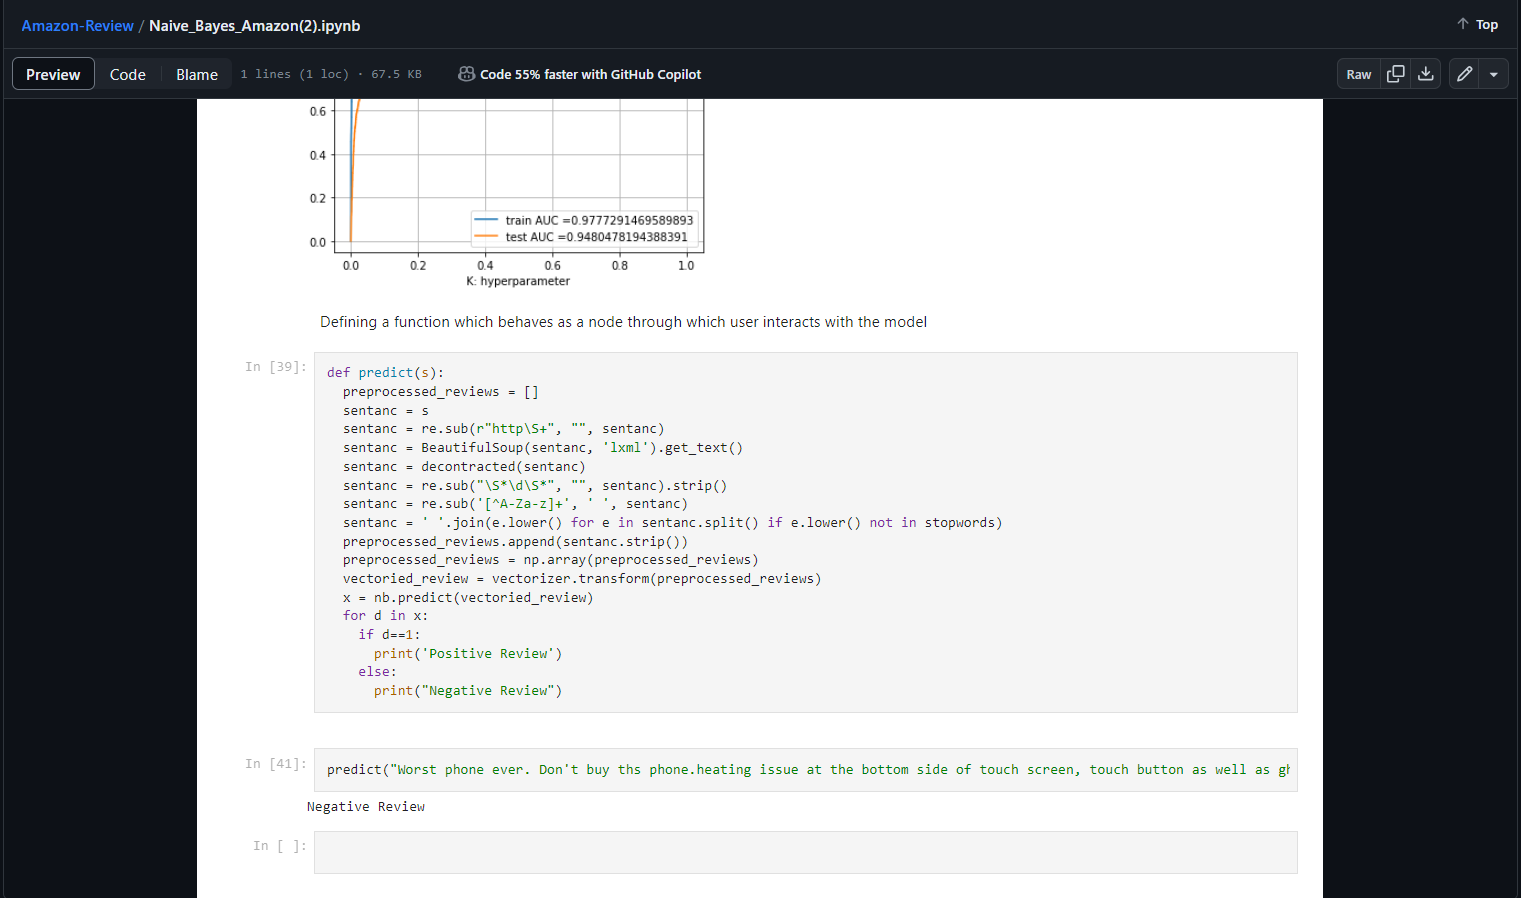 Amazon-Review / Naive_Bayes_Amazon(2).ipynb
Top
Preview Code Blame 1 lines (1 loc) · 67.5 KB Code 55% faster with GitHub Copilot Raw
0.6
0.4
0.2
train AUC =0.9777291469589893
test AUC =0.9480478194388391
0.0
0.0 0.2 0.4 0.6 0.8 1.0
K: hyperparameter
Defining a function which behaves as a node through which user interacts with the model
In [39]:
def predict(s):
  preprocessed_reviews = []
  sentanc = s
  sentanc = re.sub(r"http\S+", "", sentanc)
  sentanc = BeautifulSoup(sentanc, 'lxml').get_text()
  sentanc = decontracted(sentanc)
  sentanc = re.sub("\S*\d\S*", "", sentanc).strip()
  sentanc = re.sub('[^A-Za-z]+', ' ', sentanc)
  sentanc = ' '.join(e.lower() for e in sentanc.split() if e.lower() not in stopwords)
  preprocessed_reviews.append(sentanc.strip())
  preprocessed_reviews = np.array(preprocessed_reviews)
  vectoried_review = vectorizer.transform(preprocessed_reviews)
  x = nb.predict(vectoried_review)
  for d in x:
    if d==1:
      print('Positive Review')
    else:
      print("Negative Review")
In [41]:
predict("Worst phone ever. Don't buy ths phone.heating issue at the bottom side of touch screen, touch button as well as
Negative Review
In [ ]: